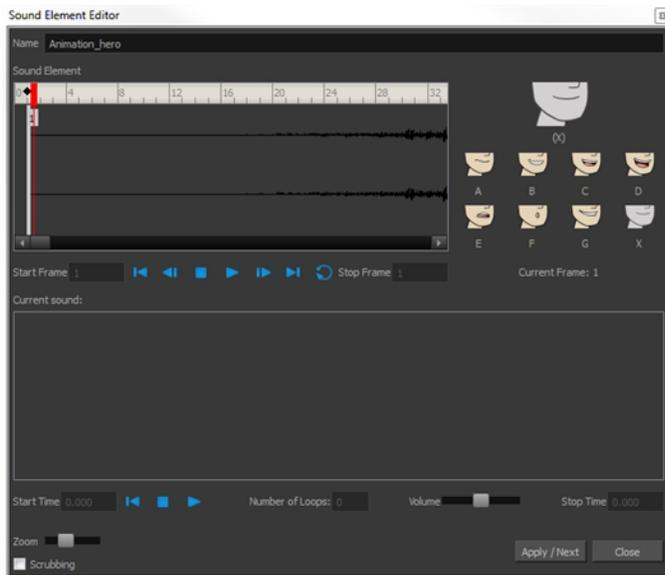 Sound Element Editor
Name Animation_hero
Sound Element
0 4 8 12 16 20 24 28 32
1
(X)
A B C D
E F G X
Start Frame 1 Stop Frame 1 Current Frame: 1
Current sound:
Start Time 0.000 Number of Loops: 0 Volume Stop Time 0.000
Zoom
Scrubbing
Apply / Next Close